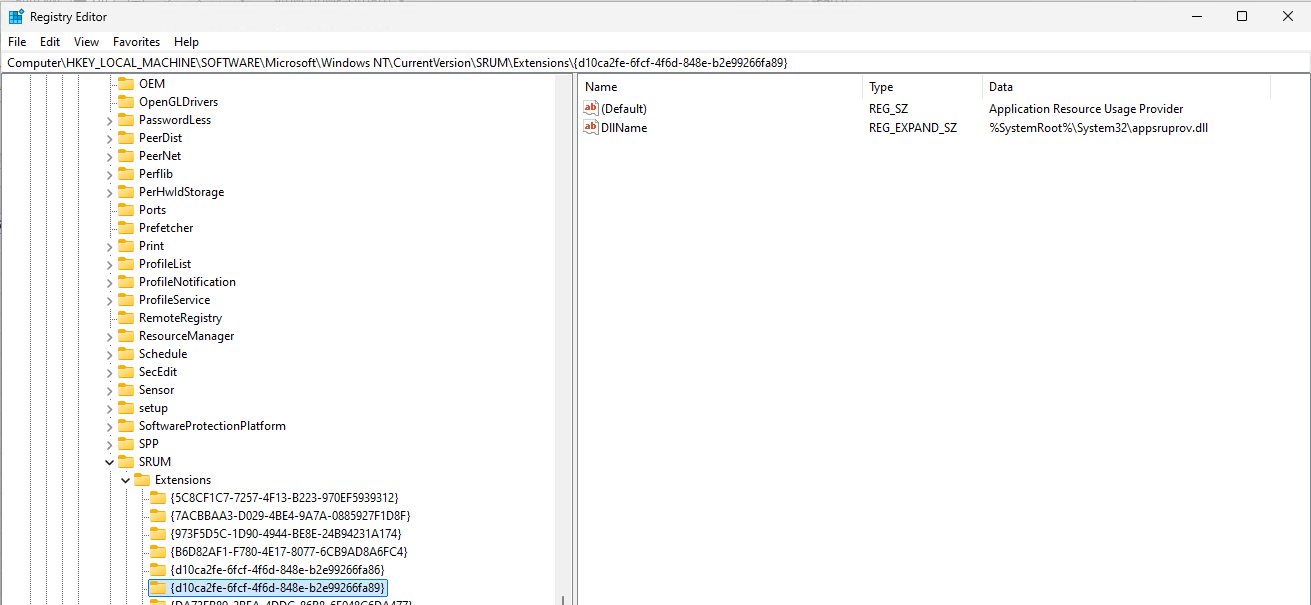 Registry Editor
File Edit View Favorites Help
Computer\HKEY_LOCAL_MACHINE\SOFTWARE\Microsoft\Windows NT\CurrentVersion\SRUM\Extensions\{d10ca2fe-6fcf-4f6d-848e-b2e99266fa89}
OEM
OpenGLDrivers
PasswordLess
PeerDist
PeerNet
Perflib
PerHwIdStorage
Ports
Prefetcher
Print
ProfileList
ProfileNotification
ProfileService
RemoteRegistry
ResourceManager
Schedule
SecEdit
Sensor
setup
SoftwareProtectionPlatform
SPP
SRUM
Extensions
{5C8CF1C7-7257-4F13-B223-970EF5939312}
{7ACBBAA3-D029-4BE4-9A7A-0885927F1D8F}
{973F5D5C-1D90-4944-BE8E-24B94231A174}
{B6D82AF1-F780-4E17-8077-6CB9AD8A6FC4}
{d10ca2fe-6fcf-4f6d-848e-b2e99266fa86}
{d10ca2fe-6fcf-4f6d-848e-b2e99266fa89}
Name Type Data
(Default) REG_SZ Application Resource Usage Provider
DllName REG_EXPAND_SZ %SystemRoot%\System32\appsruprov.dll